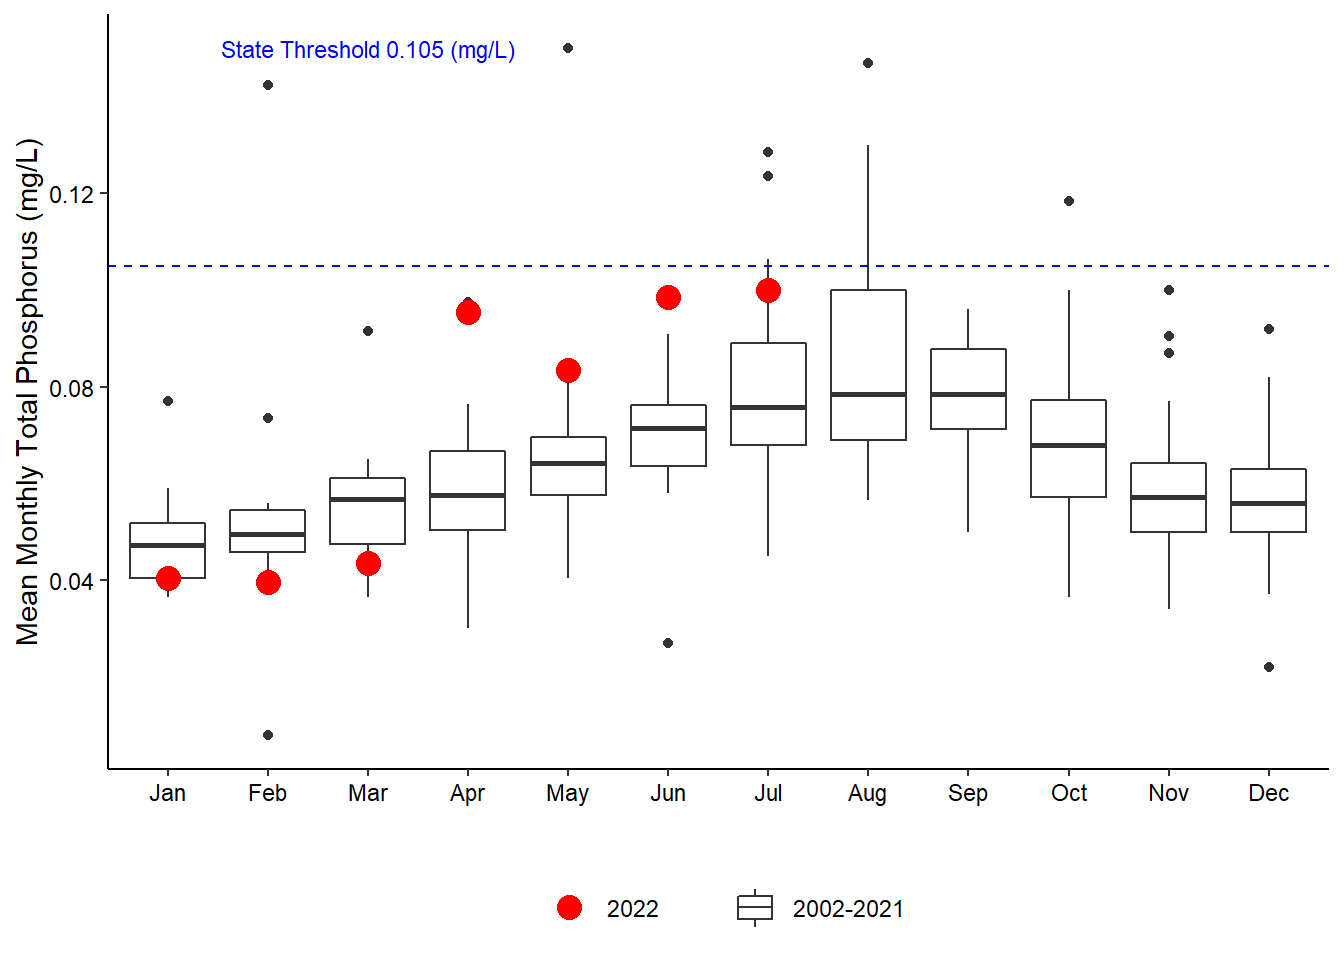 State Threshold 0.105 (mg/L)
Mean Monthly Total Phosphorus (mg/L)
0.12
0.08
0.04
Jan Feb Mar Apr May Jun Jul Aug Sep Oct Nov Dec
2022 2002-2021